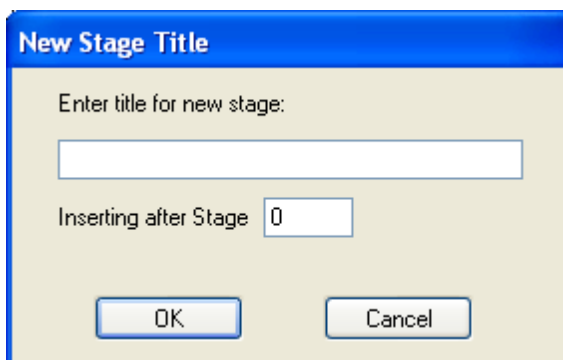 New Stage Title
Enter title for new stage:
Inserting after Stage 0
OK Cancel